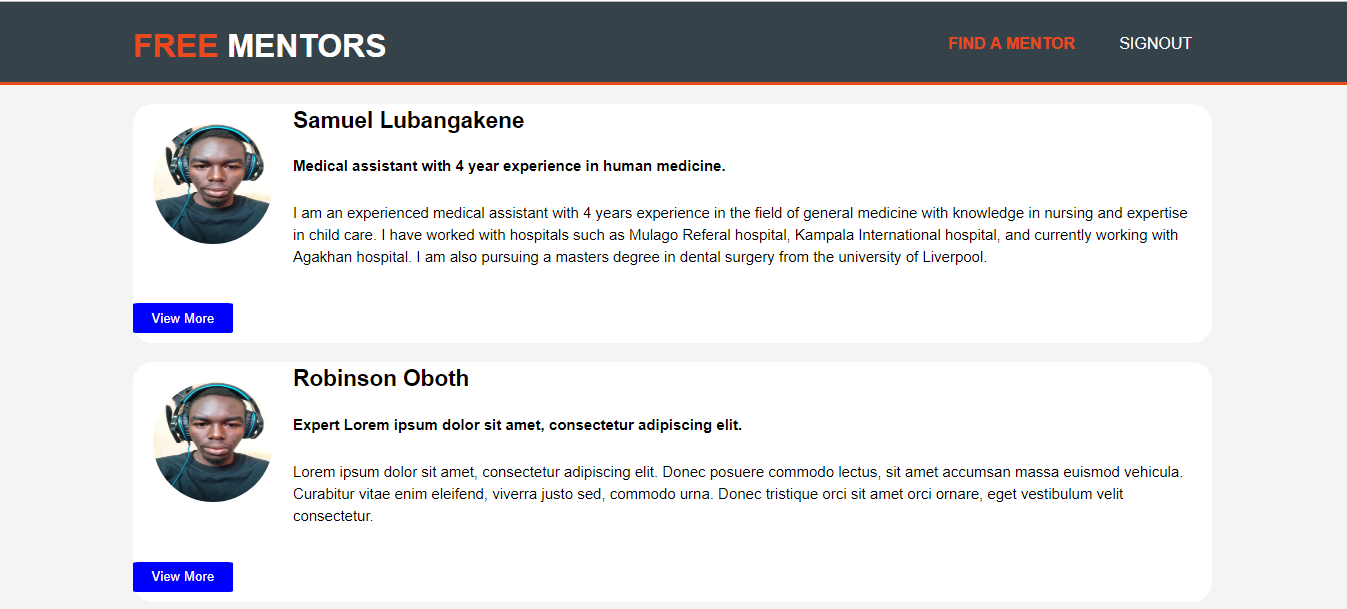 FREE MENTORS
FIND A MENTOR
SIGNOUT
Samuel Lubangakene
Medical assistant with 4 year experience in human medicine.
I am an experienced medical assistant with 4 years experience in the field of general medicine with knowledge in nursing and expertise
in child care. I have worked with hospitals such as Mulago Referal hospital, Kampala International hospital, and currently working with
Agakhan hospital. I am also pursuing a masters degree in dental surgery from the university of Liverpool.
View More
Robinson Oboth
Expert Lorem ipsum dolor sit amet, consectetur adipiscing elit.
Lorem ipsum dolor sit amet, consectetur adipiscing elit. Donec posuere commodo lectus, sit amet accumsan massa euismod vehicula.
Curabitur vitae enim eleifend, viverra justo sed, commodo urna. Donec tristique orci sit amet orci ornare, eget vestibulum velit
consectetur.
View More